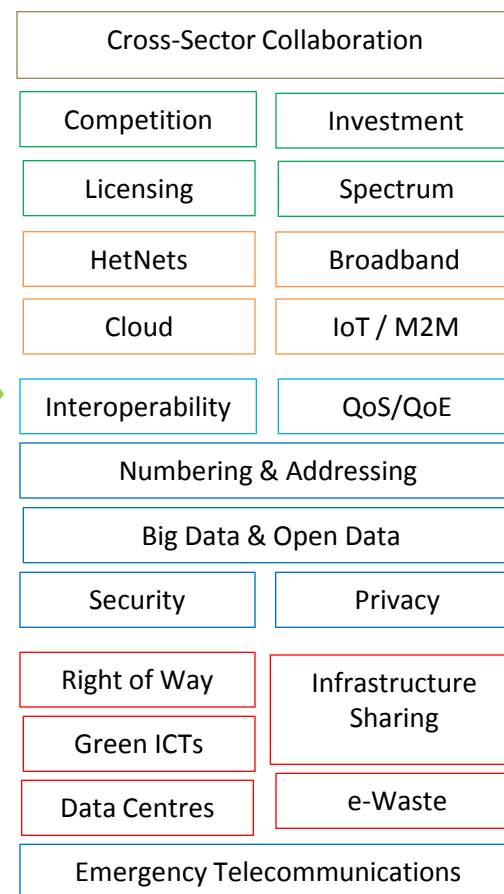 Cross-Sector Collaboration
Competition
Investment
Licensing
Spectrum
HetNets
Broadband
Cloud
IoT / M2M
Interoperability
QoS/QoE
Numbering & Addressing
Big Data & Open Data
Security
Privacy
Right of Way
Infrastructure
Sharing
Green ICTs
Data Centres
e-Waste
Emergency Telecommunications